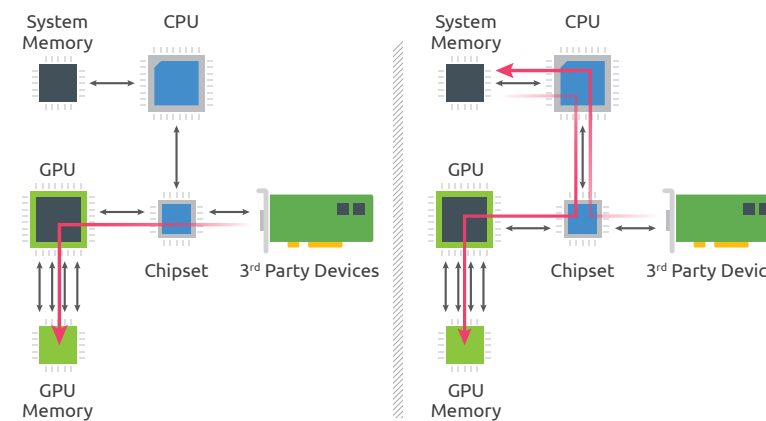 System
Memory
CPU
GPU
Chipset
3rd Party Devices
GPU
Memory
System
Memory
CPU
GPU
Chipset
3rd Party Devic
GPU
Memory